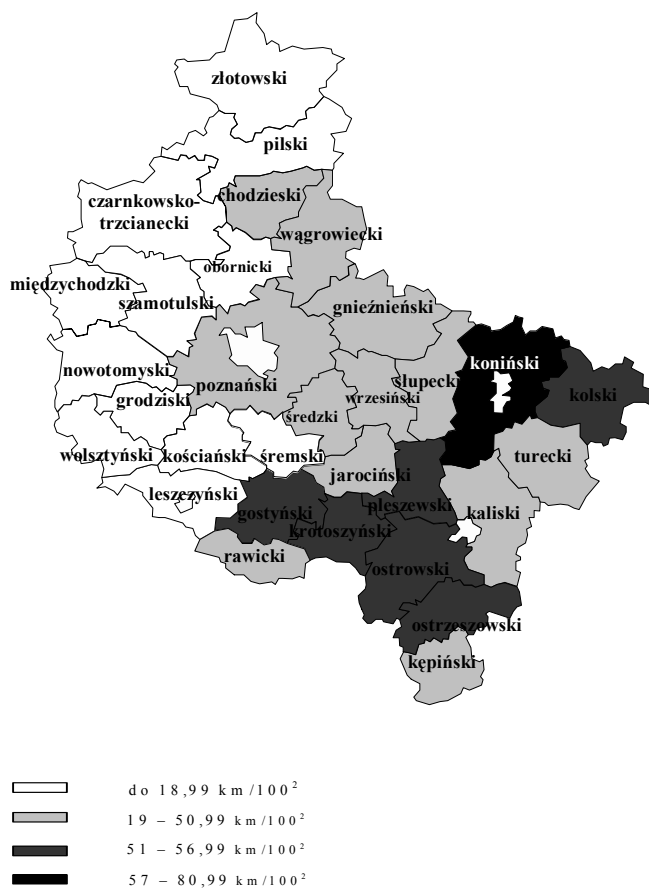 złotowski
pilski
chodzieski
czarnkowsko-
trzcianecki
wągrowiecki
obornicki
międzychodzki
szamotulski
gnieźnieński
koniński
nowotomyski
poznański
wrzesiński
słupecki
kolski
grodziski
średzki
wolsztyński
kościański
śremski
turecki
jarociński
leszczyński
pleszewski
kaliski
gostyński
krotoszyński
rawicki
ostrowski
ostrzeszowski
kępiński
do 18,99 km/100²
19 – 50,99 km/100²
51 – 56,99 km/100²
57 – 80,99 km/100²